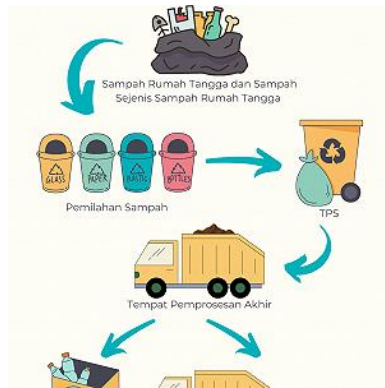 Sampah Rumah Tangga dan Sampah
Sejenis Sampah Rumah Tangga
GLASS
PAPER
PLASTIC
BOTTLES
Pemilahan Sampah
TPS
Tempat Pemprosesan Akhir